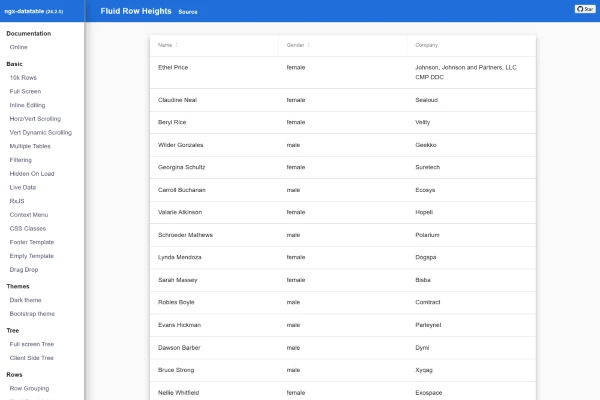 ngx-datatable (24.2.0)
Fluid Row Heights
Source
Star
Documentation
Online
Basic
10k Rows
Full Screen
Inline Editing
Horz/Vert Scrolling
Vert Dynamic Scrolling
Multiple Tables
Filtering
Hidden On Load
Live Data
RxJS
Context Menu
CSS Classes
Footer Template
Empty Template
Drag Drop
Themes
Dark theme
Bootstrap theme
Tree
Full screen Tree
Client Side Tree
Rows
Row Grouping
Name Gender Company
Ethel Price female Johnson, Johnson and Partners, LLC
CMP DDC
Claudine Neal female Sealoud
Beryl Rice female Velity
Wilder Gonzales male Geekko
Georgina Schultz female Suretech
Carroll Buchanan male Ecosys
Valarie Atkinson female Hopeli
Schroeder Mathews male Polarium
Lynda Mendoza female Dogspa
Sarah Massey female Bisba
Robles Boyle male Comtract
Evans Hickman male Parleynet
Dawson Barber male Dymi
Bruce Strong male Xyqag
Nellie Whitfield female Exospace